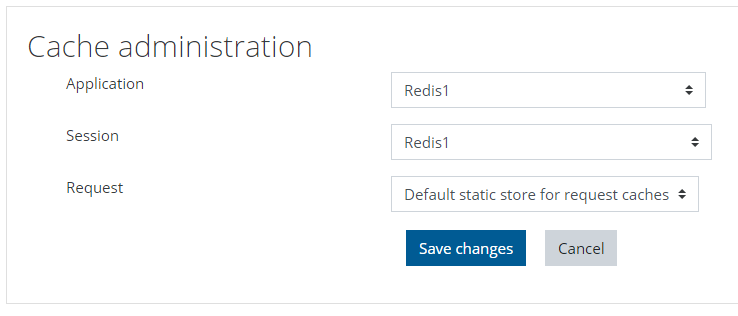 Cache administration
Application
Redis1
Session
Redis1
Request
Default static store for request caches
Save changes
Cancel